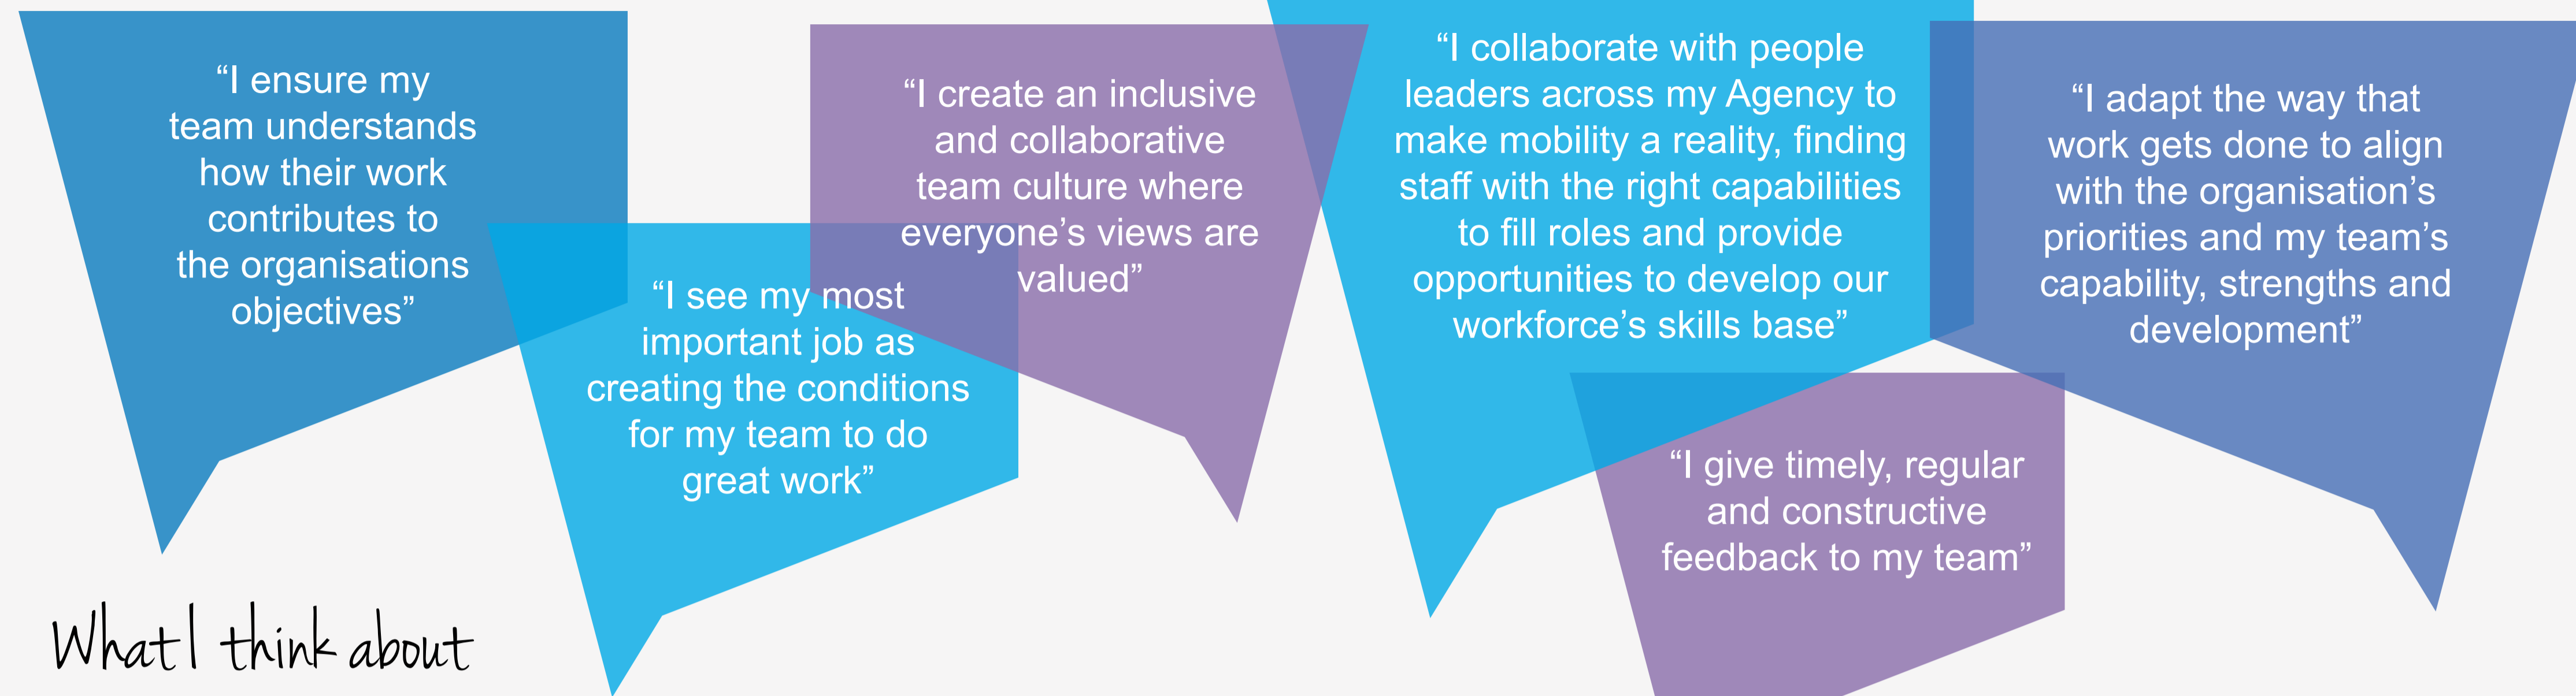 “I ensure my
team understands
how their work
contributes to
the organisations
objectives”
“I see my most
important job as
creating the conditions
for my team to do
great work”
“I create an inclusive
and collaborative
team culture where
everyone’s views are
valued”
“I collaborate with people
leaders across my Agency to
make mobility a reality, finding
staff with the right capabilities
to fill roles and provide
opportunities to develop our
workforce’s skills base”
“I give timely, regular
and constructive
feedback to my team”
“I adapt the way that
work gets done to align
with the organisation’s
priorities and my team’s
capability, strengths and
development”
What I think about